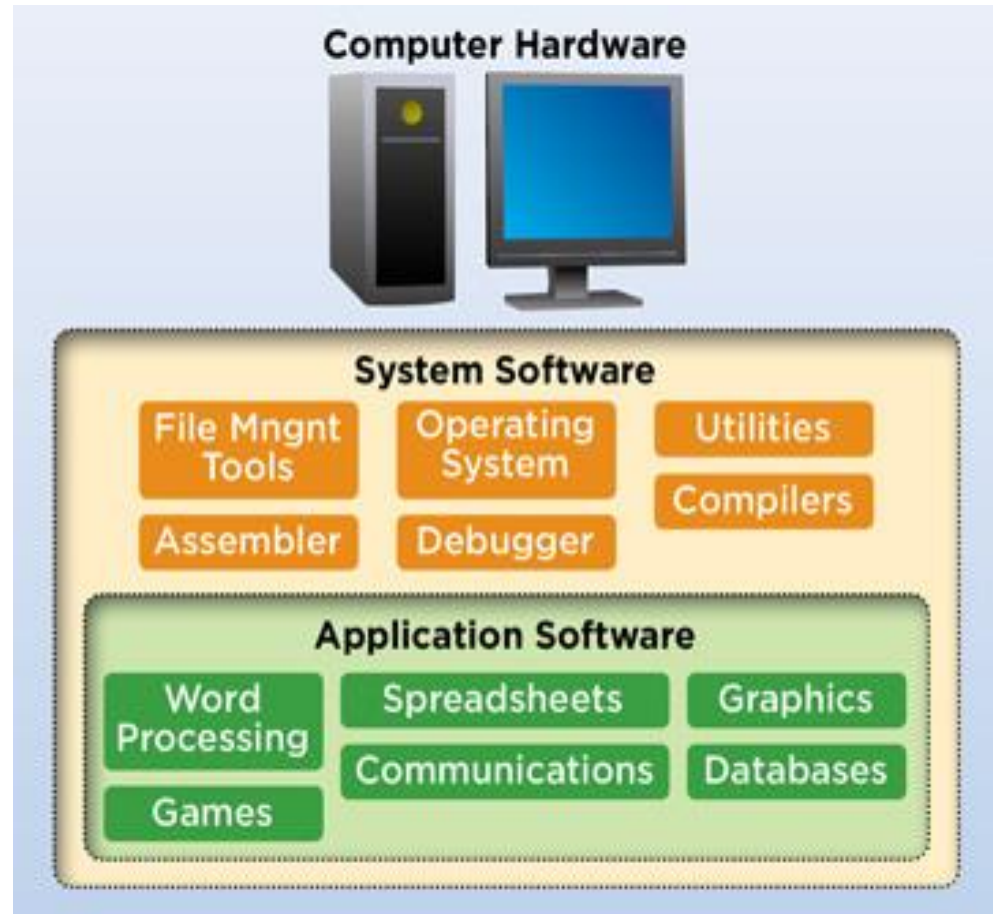 Computer Hardware
System Software
File Mngnt
Tools
Operating
System
Utilities
Compilers
Assembler
Debugger
Application Software
Word
Processing
Spreadsheets
Graphics
Communications
Databases
Games